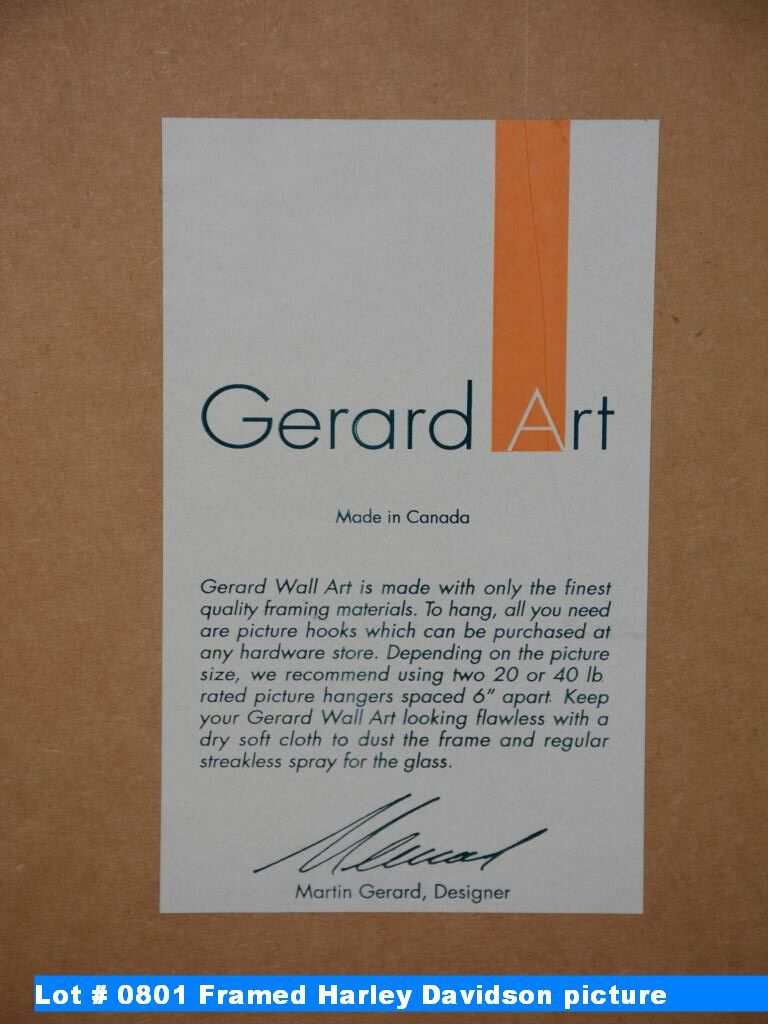 Gerard Art
Made in Canada
Gerard Wall Art is made with only the finest
quality framing materials. To hang, all you need
are picture hooks which can be purchased at
any hardware store. Depending on the picture
size, we recommend using two 20 or 40 lb.
rated picture hangers spaced 6" apart. Keep
your Gerard Wall Art looking flawless with a
dry soft cloth to dust the frame and regular
streakless spray for the glass.
Martin Gerard, Designer
Lot # 0801 Framed Harley Davidson picture